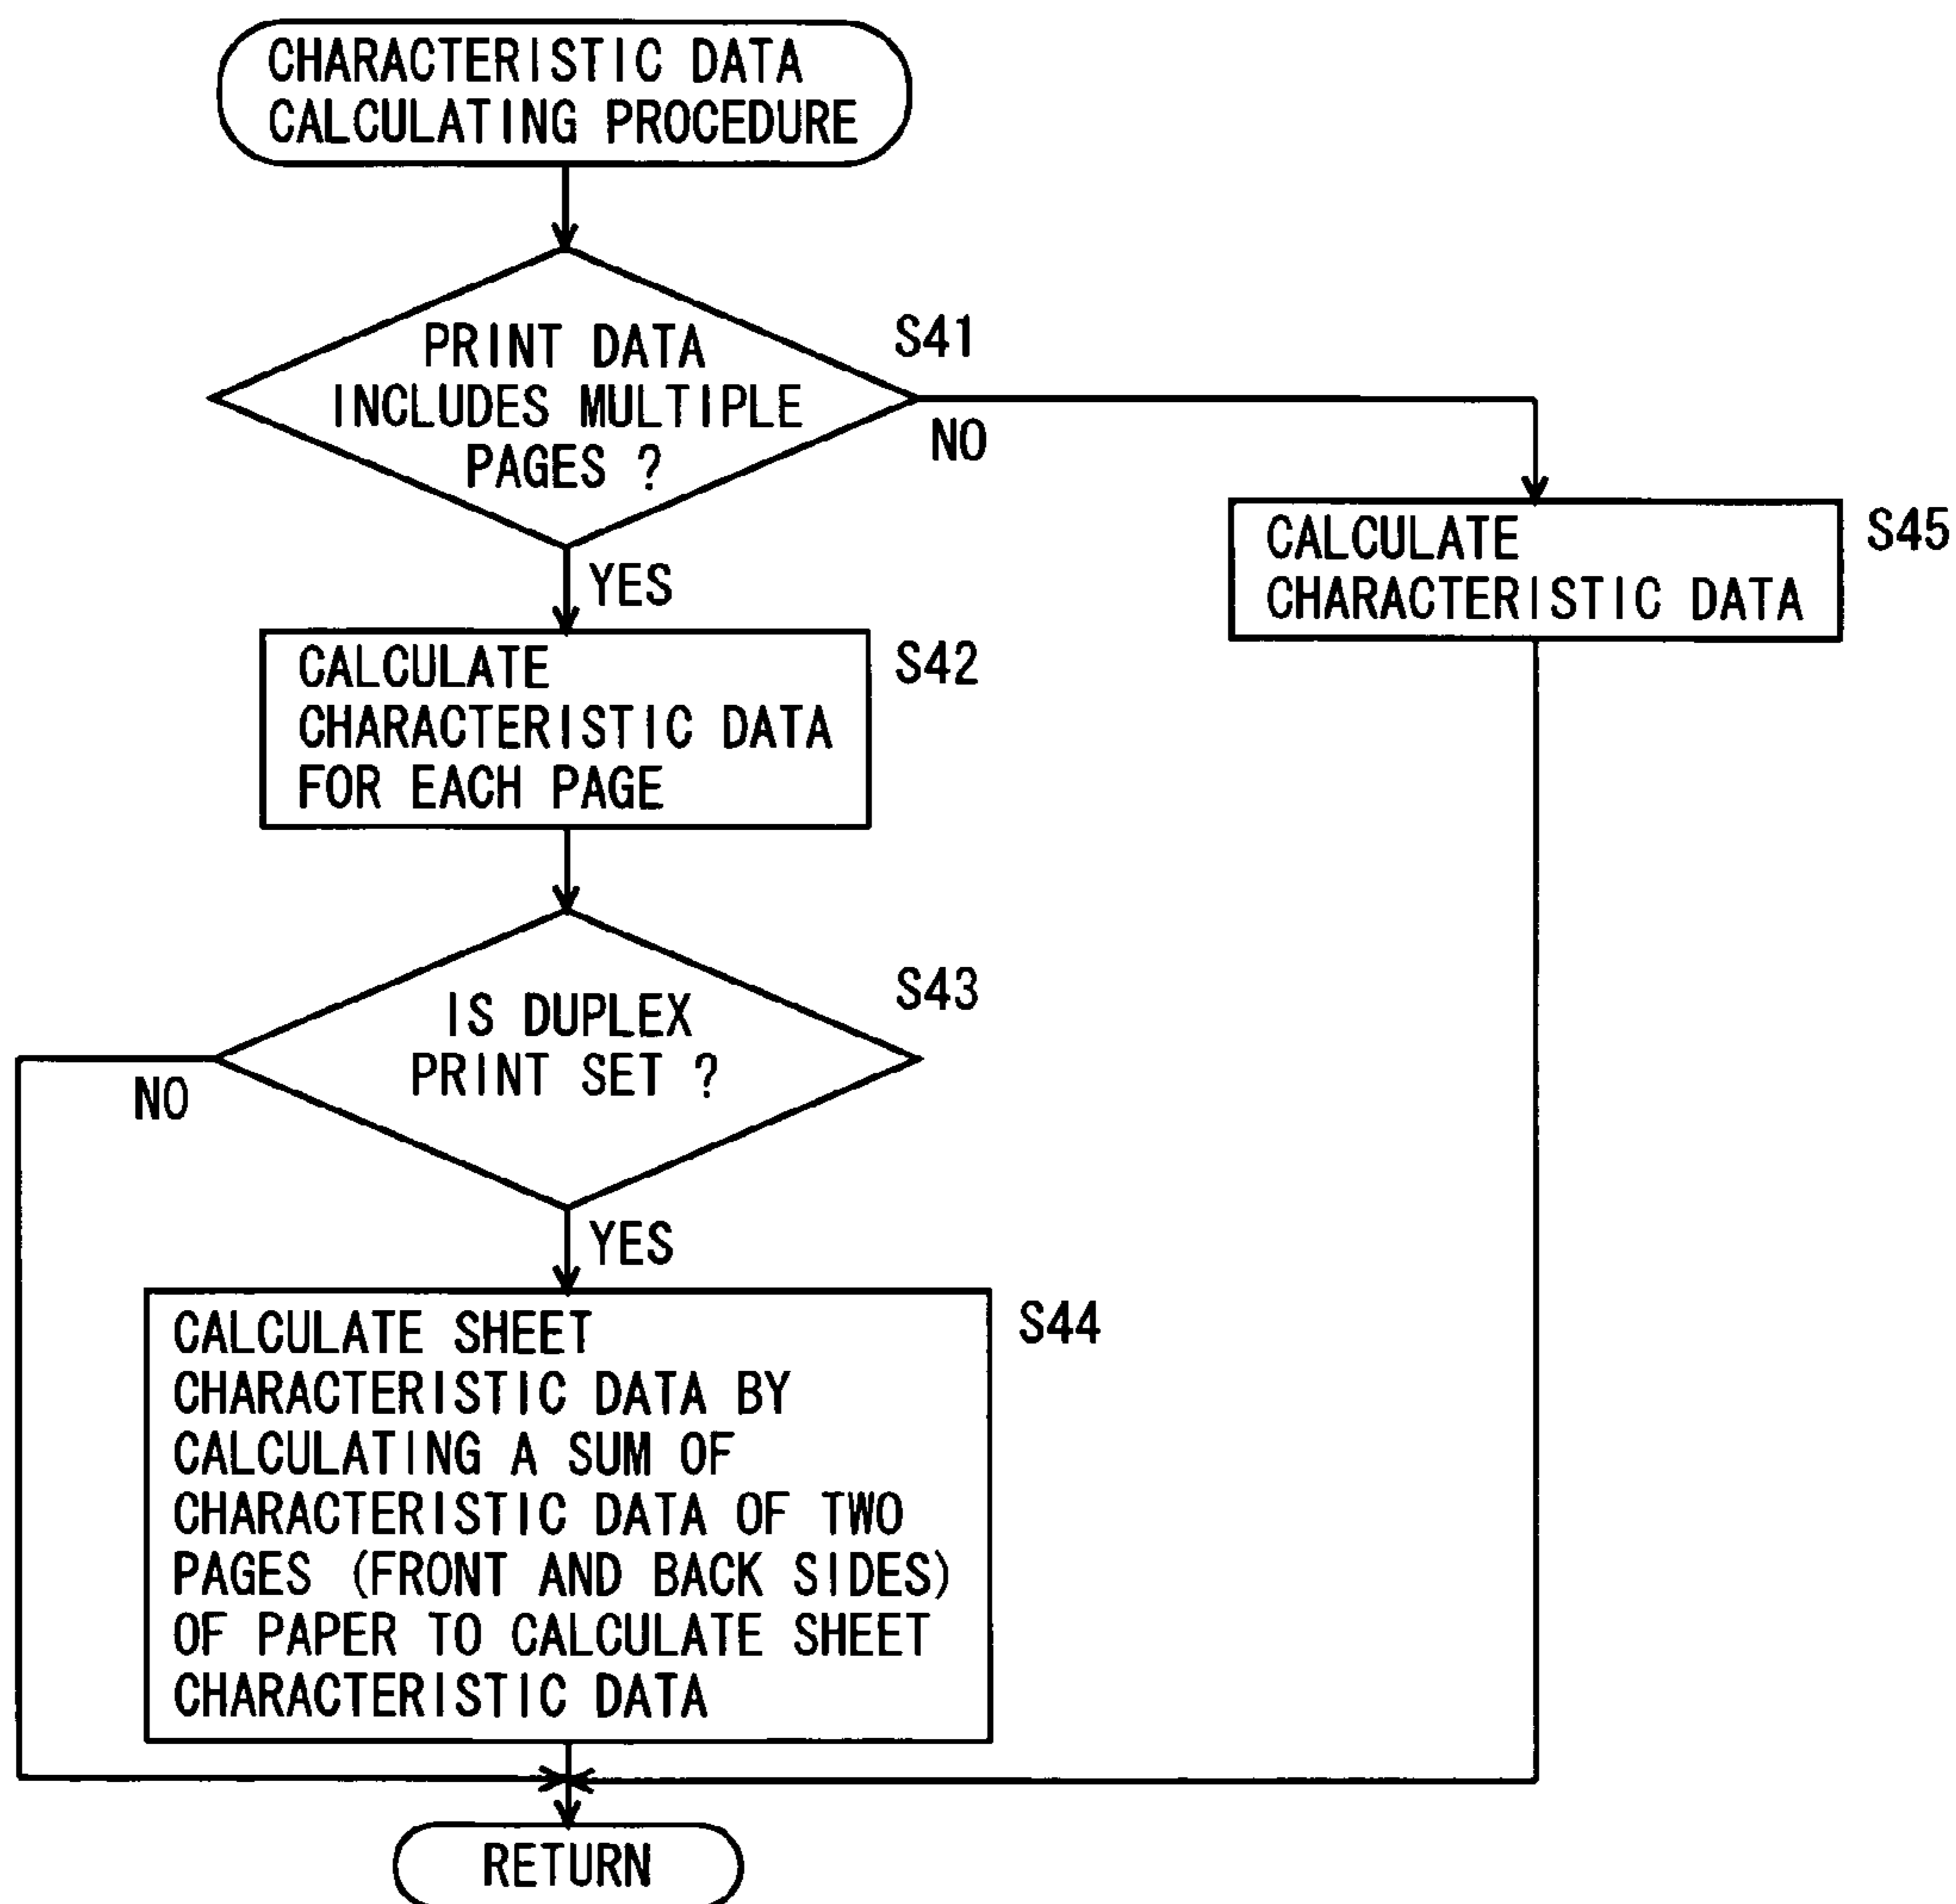 CHARACTERISTIC DATA
CALCULATING PROCEDURE
PRINT DATA
INCLUDES MULTIPLE
PAGES ?
S41
NO
YES
CALCULATE
CHARACTERISTIC DATA
S45
CALCULATE
CHARACTERISTIC DATA
FOR EACH PAGE
S42
IS DUPLEX
PRINT SET ?
S43
NO
YES
CALCULATE SHEET
CHARACTERISTIC DATA BY
CALCULATING A SUM OF
CHARACTERISTIC DATA OF TWO
PAGES (FRONT AND BACK SIDES)
OF PAPER TO CALCULATE SHEET
CHARACTERISTIC DATA
S44
RETURN